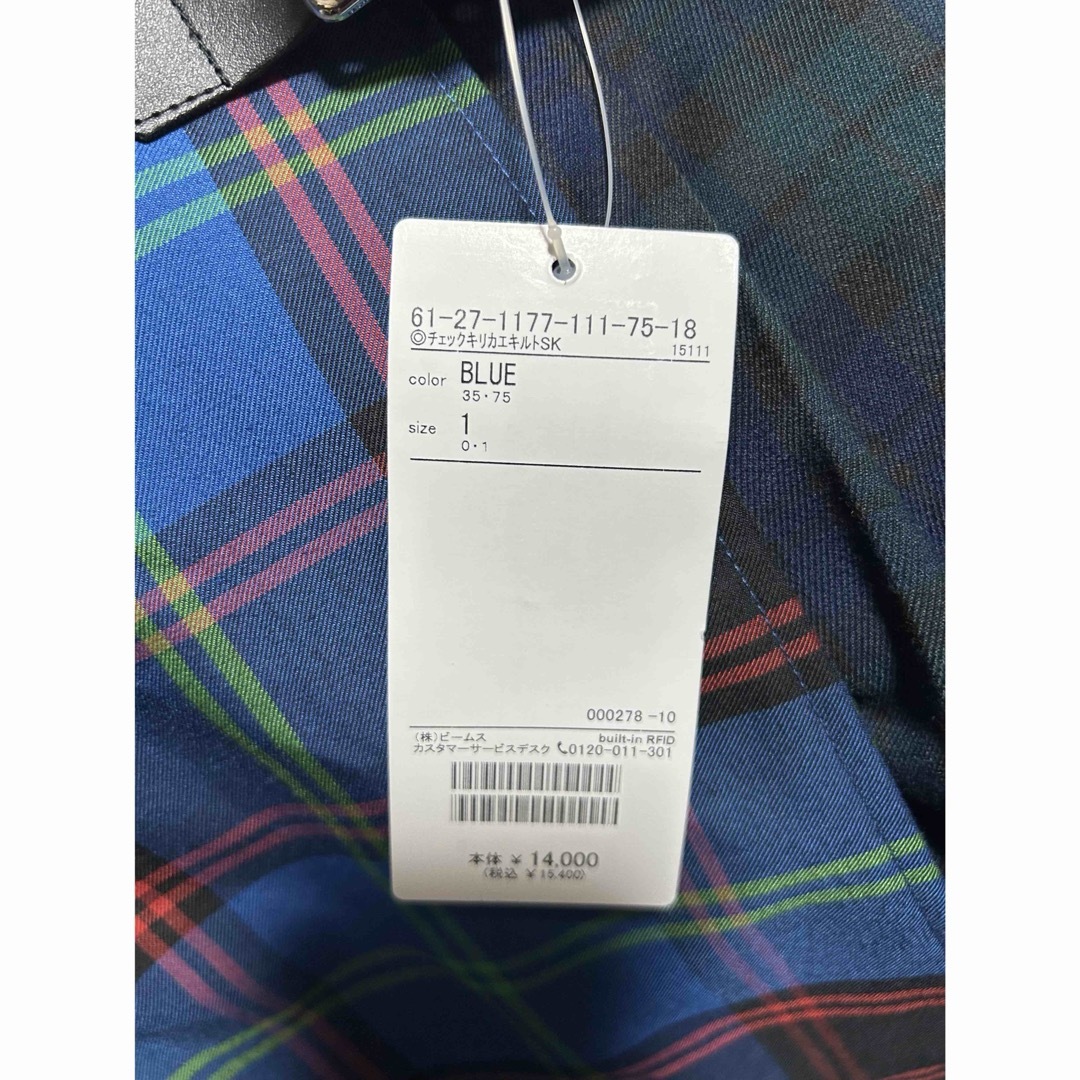 61-27-1177-111-75-18
◎チェックキリカエキルトSK 15111
color BLUE
35・75
size 1
0・1
000278-10
(株)ビームス built-in RFID
カスタマーサービスデスク 0120-011-301
本体 ¥ 14,000
(税込 ¥ 15,400)